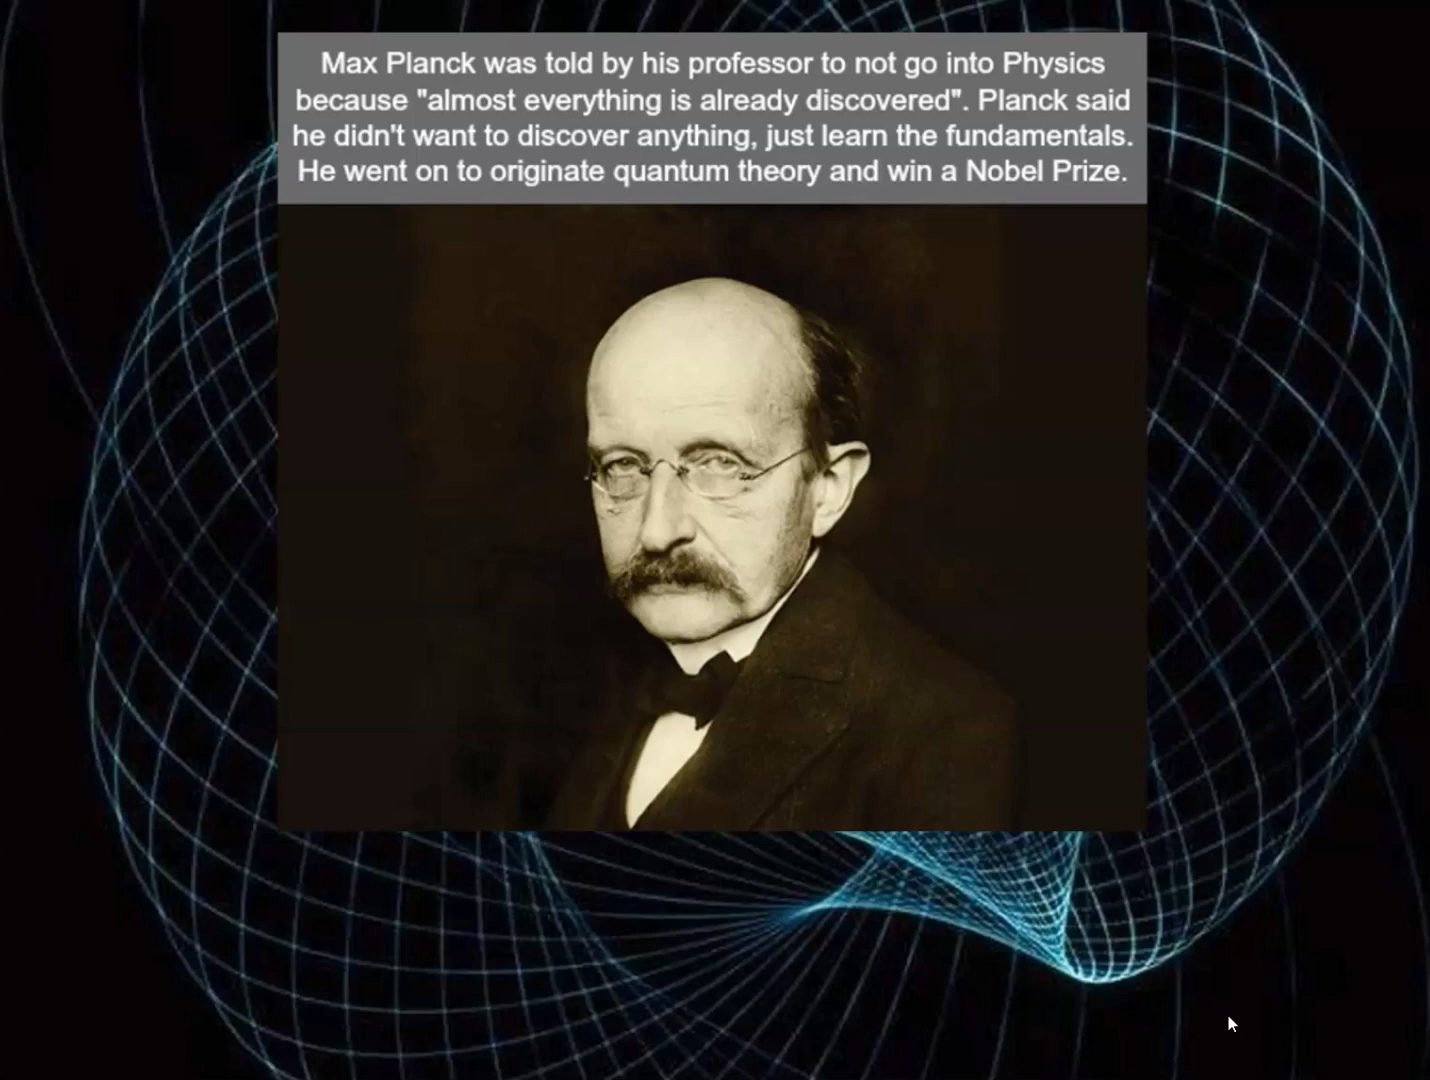 Max Planck was told by his professor to not go into Physics
because "almost everything is already discovered". Planck said
he didn't want to discover anything, just learn the fundamentals.
He went on to originate quantum theory and win a Nobel Prize.